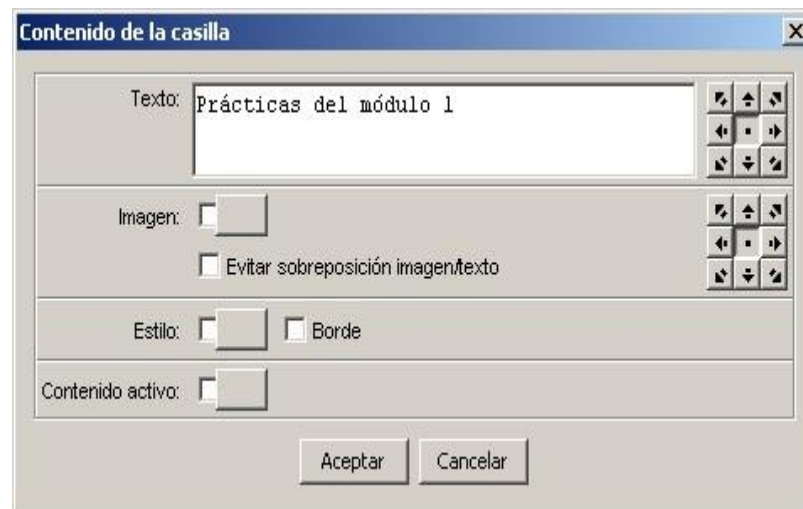 Contenido de la casilla
Texto:
Prácticas del módulo 1
Imagen:
Evitar sobreposición imagen/texto
Estilo:
Borde
Contenido activo:
Aceptar
Cancelar